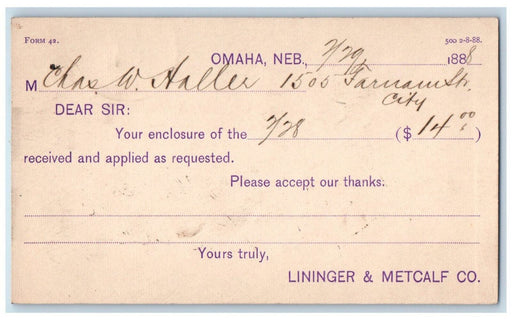 FORM 42. 500 2-8-88.
OMAHA, NEB., 7/29 1888
M Chas. W. Haller 1505 Farnam St.
City
DEAR SIR:
Your enclosure of the 7/28 ($ 14.00)
received and applied as requested.
Please accept our thanks.
Yours truly,
LININGER & METCALF CO.